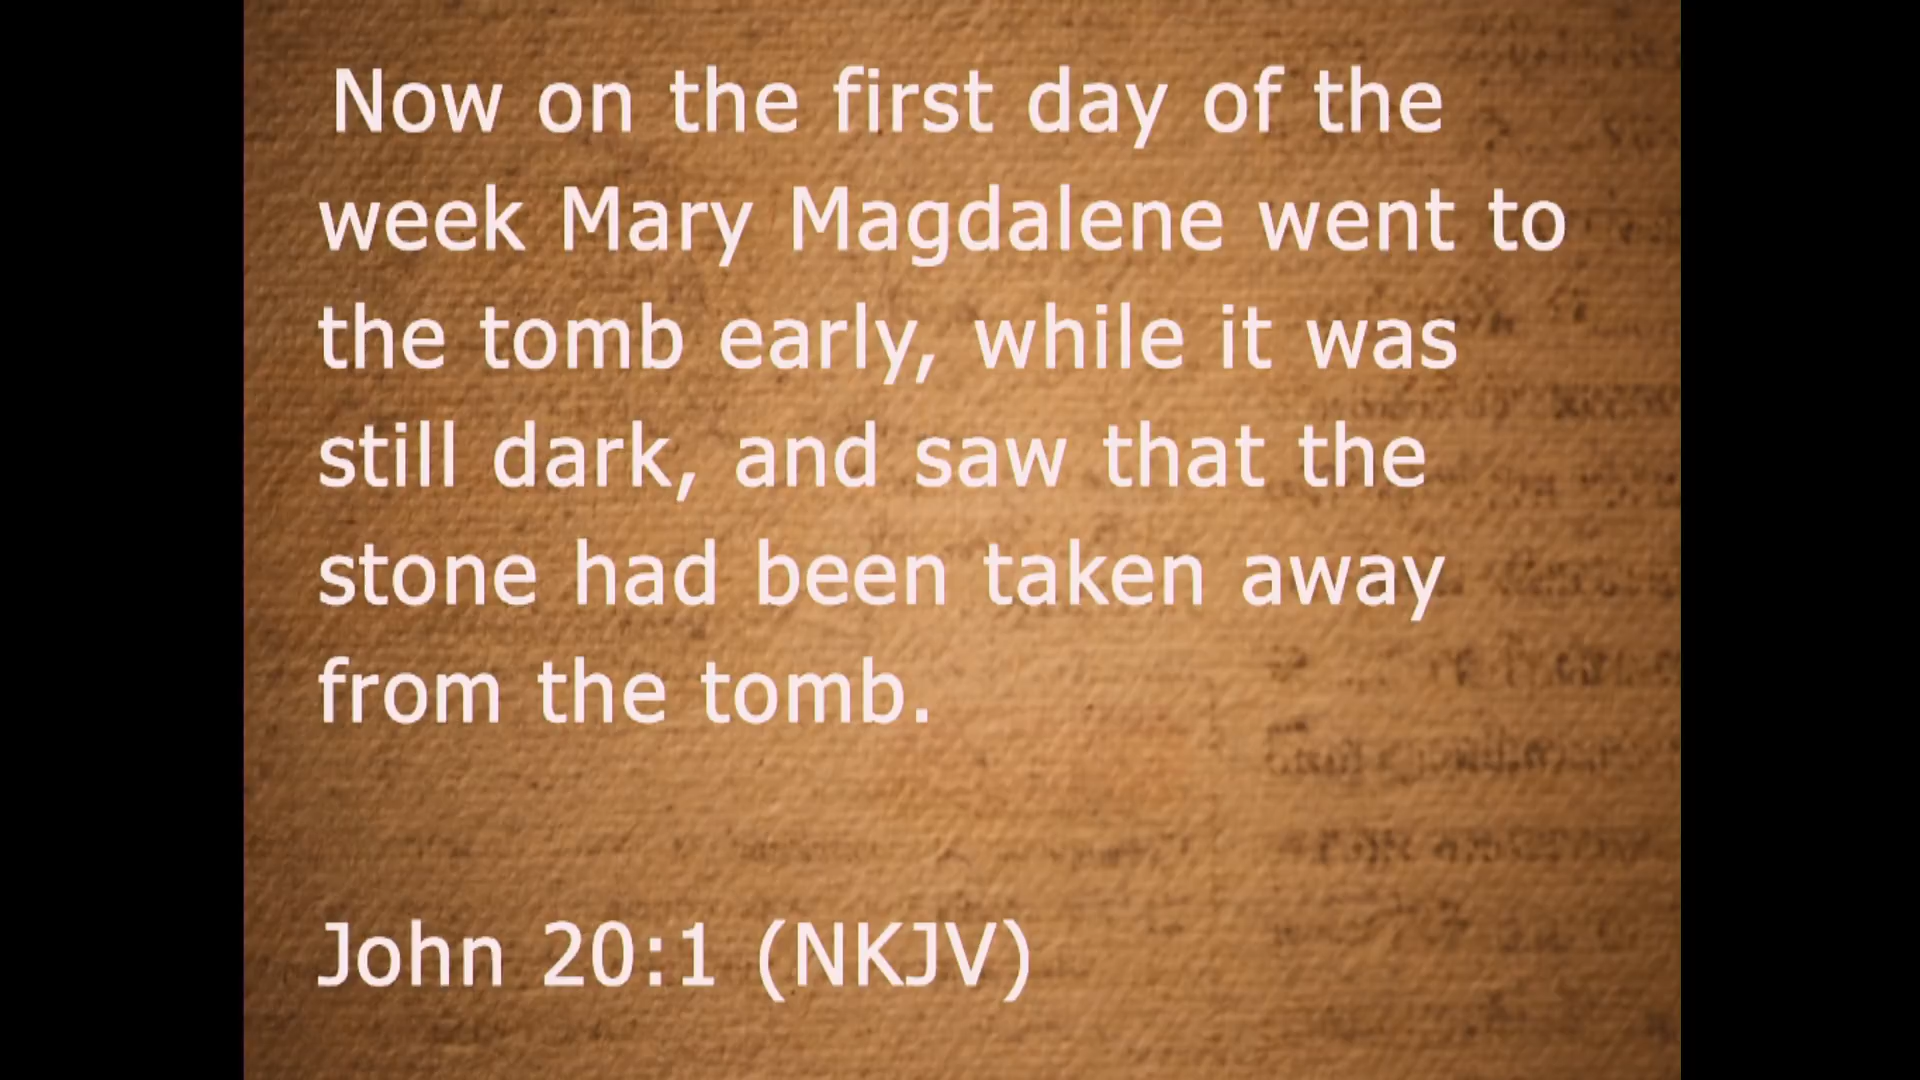 Now on the first day of the
week Mary Magdalene went to
the tomb early, while it was
still dark, and saw that the
stone had been taken away
from the tomb.
John 20:1 (NKJV)